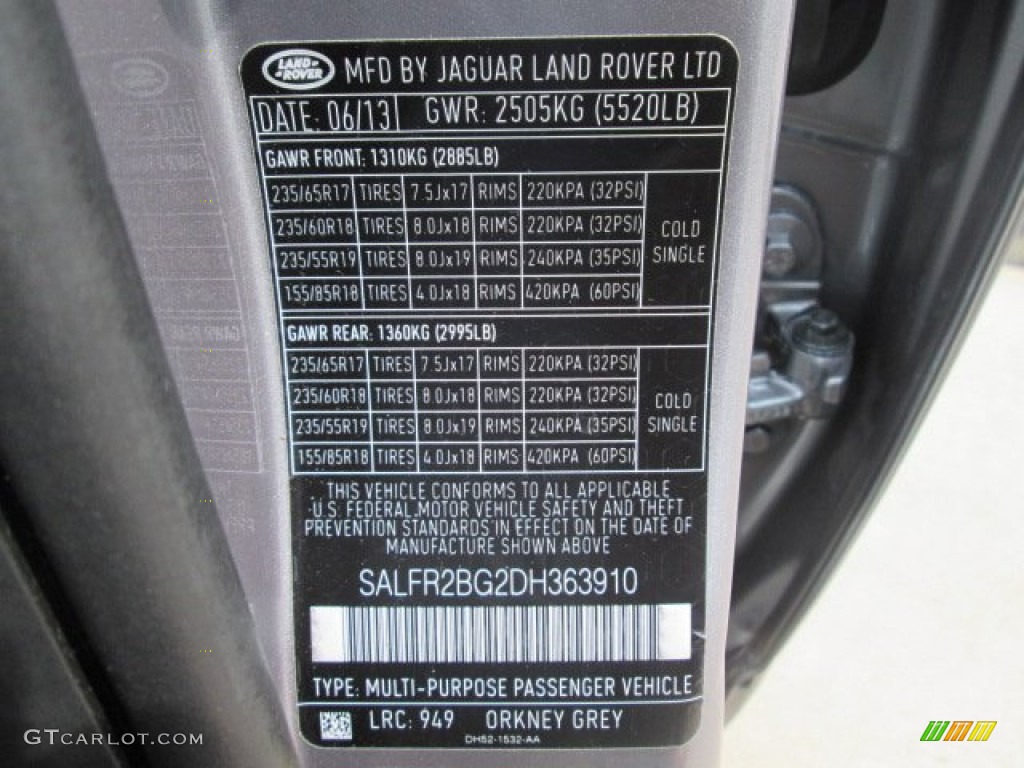 LAND ROVER MFD BY JAGUAR LAND ROVER LTD
DATE: 06/13 GWR: 2505KG (5520LB)
GAWR FRONT: 1310KG (2885LB)
235/65R17 TIRES 7.5Jx17 RIMS 220KPA (32PSI)
235/60R18 TIRES 8.0Jx18 RIMS 220KPA (32PSI)
235/55R19 TIRES 8.0Jx19 RIMS 240KPA (35PSI)
155/85R18 TIRES 4.0Jx18 RIMS 420KPA (60PSI)
COLD
SINGLE
GAWR REAR: 1360KG (2995LB)
235/65R17 TIRES 7.5Jx17 RIMS 220KPA (32PSI)
235/60R18 TIRES 8.0Jx18 RIMS 220KPA (32PSI)
235/55R19 TIRES 8.0Jx19 RIMS 240KPA (35PSI)
155/85R18 TIRES 4.0Jx18 RIMS 420KPA (60PSI)
COLD
SINGLE
THIS VEHICLE CONFORMS TO ALL APPLICABLE
U.S. FEDERAL MOTOR VEHICLE SAFETY AND THEFT
PREVENTION STANDARDS IN EFFECT ON THE DATE OF
MANUFACTURE SHOWN ABOVE
SALFR2BG2DH363910
TYPE: MULTI-PURPOSE PASSENGER VEHICLE
LRC: 949 ORKNEY GREY
DH52-1532-AA
GTCARLOT.COM